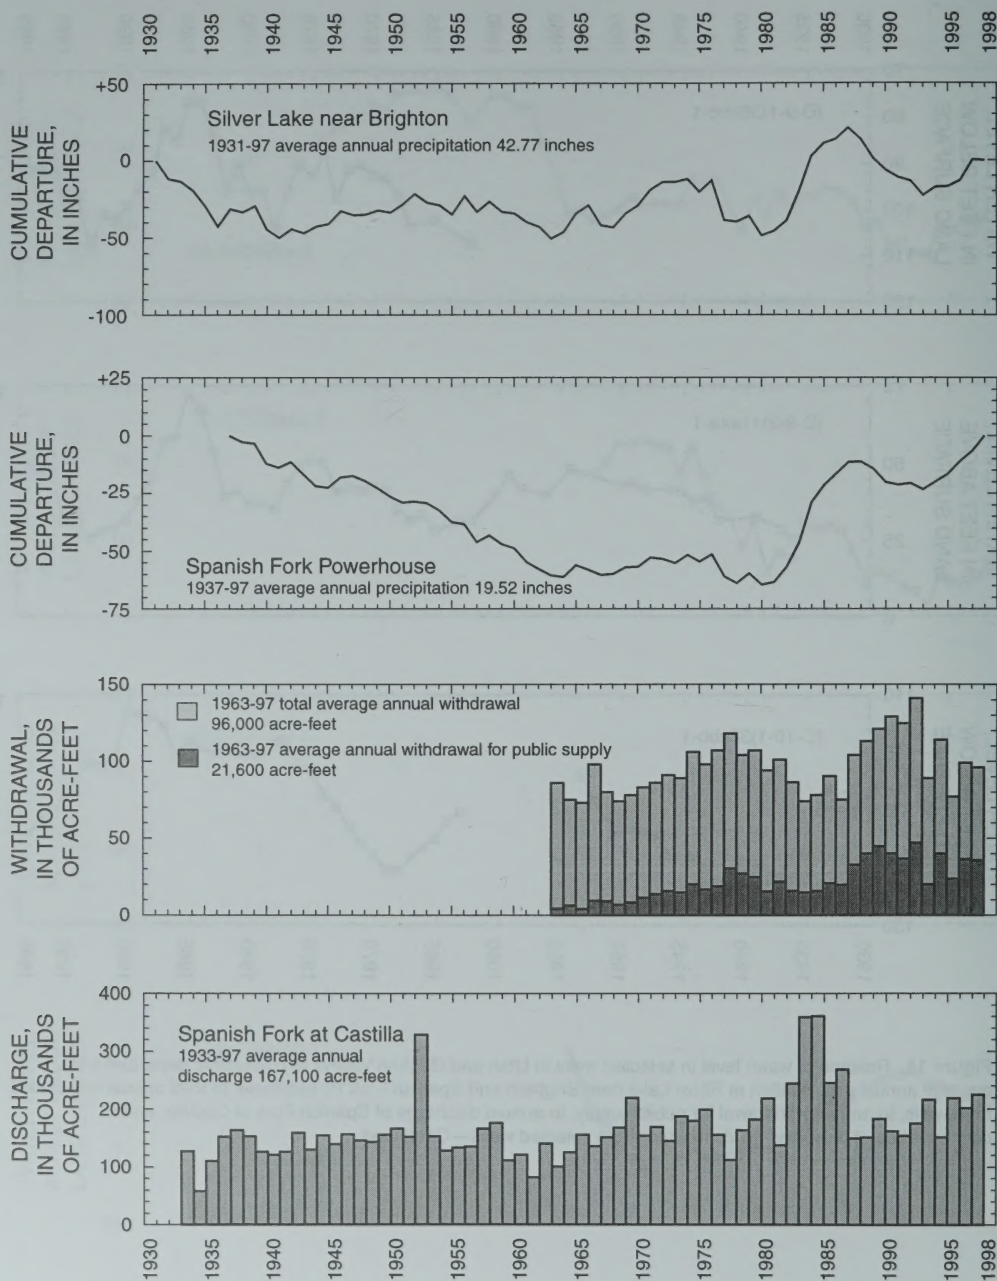 1930 1935 1940 1945 1950 1955 1960 1965 1970 1975 1980 1985 1990 1995 1998
CUMULATIVE
DEPARTURE,
IN INCHES
+50
0
-50
-100
Silver Lake near Brighton
1931-97 average annual precipitation 42.77 inches
CUMULATIVE
DEPARTURE,
IN INCHES
+25
0
-25
-50
-75
Spanish Fork Powerhouse
1937-97 average annual precipitation 19.52 inches
WITHDRAWAL,
IN THOUSANDS
OF ACRE-FEET
150
100
50
0
1963-97 total average annual withdrawal
96,000 acre-feet
1963-97 average annual withdrawal for public supply
21,600 acre-feet
DISCHARGE,
IN THOUSANDS
OF ACRE-FEET
400
300
200
100
0
Spanish Fork at Castilla
1933-97 average annual
discharge 167,100 acre-feet
1930 1935 1940 1945 1950 1955 1960 1965 1970 1975 1980 1985 1990 1995 1998